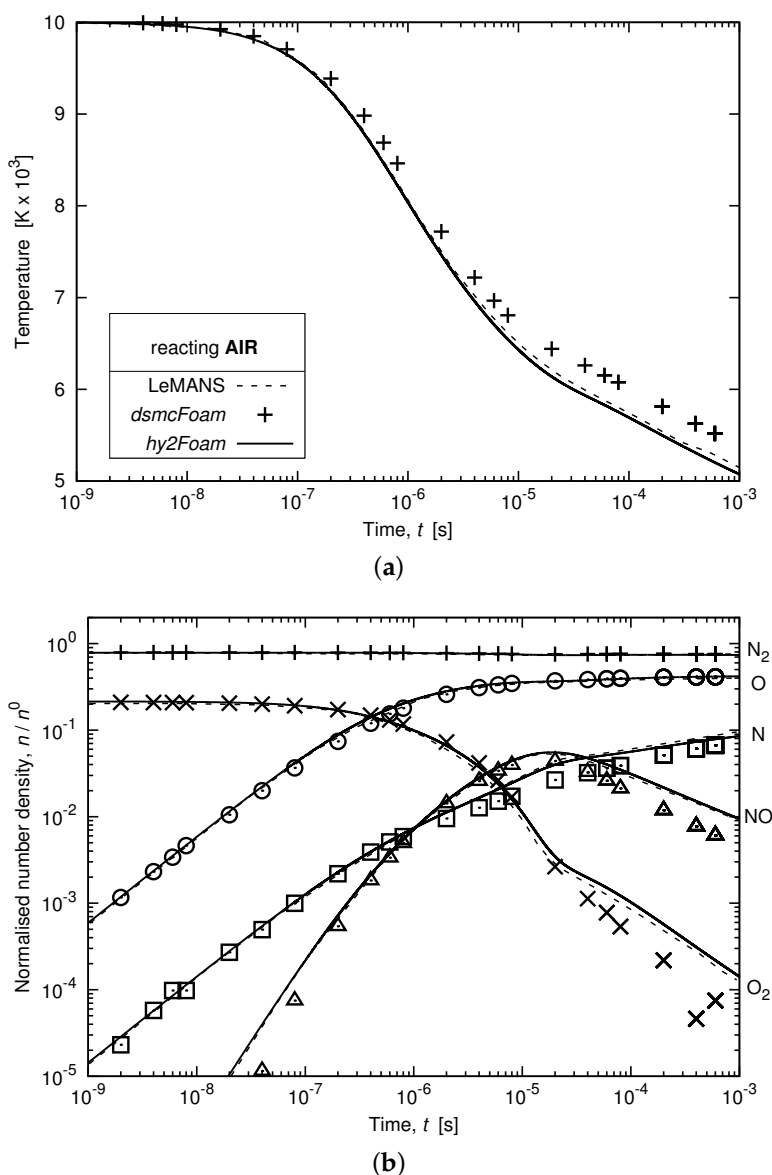 10
9
8
7
6
5
Temperature [K x 10³]
reacting AIR
LeMANS
dsmcFoam
hy2Foam
10⁻⁹ 10⁻⁸ 10⁻⁷ 10⁻⁶ 10⁻⁵ 10⁻⁴ 10⁻³
Time, t [s]
(a)
10⁰
10⁻¹
10⁻²
10⁻³
10⁻⁴
10⁻⁵
Normalised number density, n / n⁰
N₂
O
N
NO
O₂
10⁻⁹ 10⁻⁸ 10⁻⁷ 10⁻⁶ 10⁻⁵ 10⁻⁴ 10⁻³
Time, t [s]
(b)